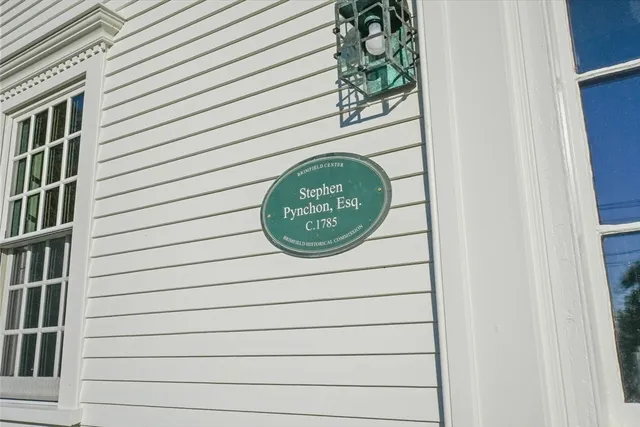 BRIMFIELD CENTER
Stephen
Pynchon, Esq.
C.1785
BRIMFIELD HISTORICAL COMMISSION